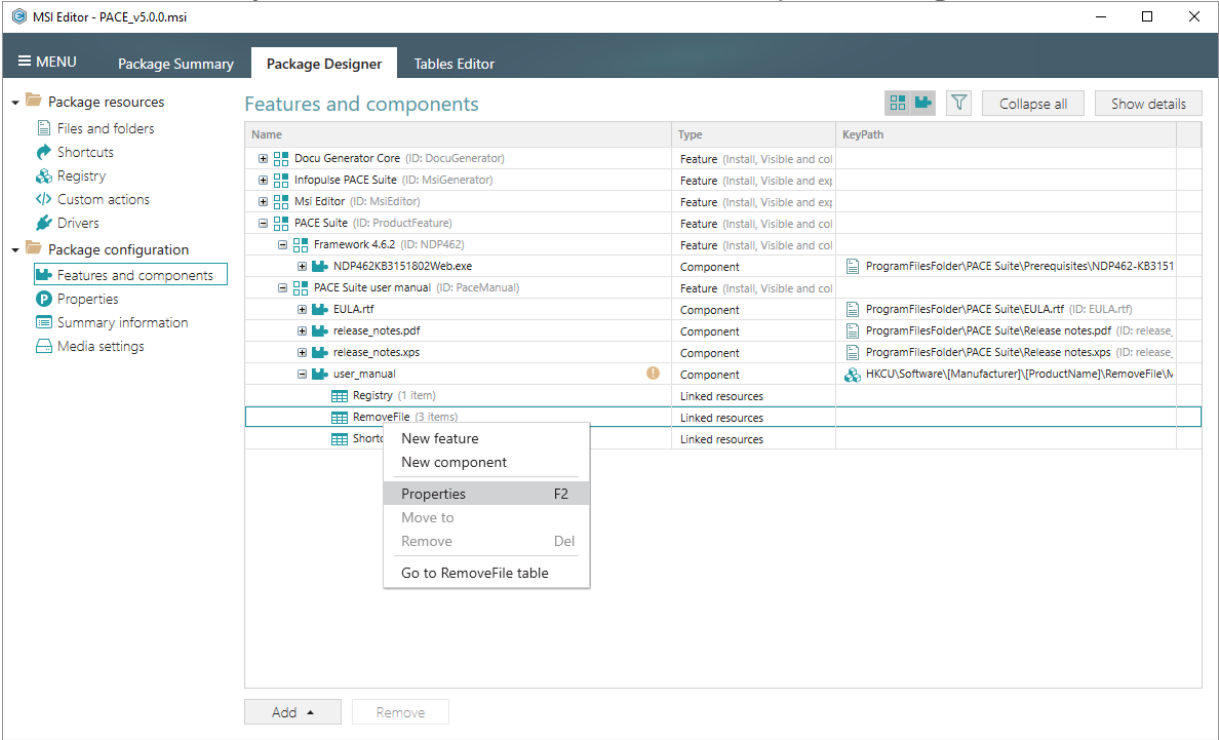 MSI Editor - PACE_v5.0.0.msi
MENU Package Summary Package Designer Tables Editor
Package resources
Files and folders
Shortcuts
Registry
Custom actions
Drivers
Package configuration
Features and components
Properties
Summary information
Media settings
Features and components
Collapse all Show details
Name Type KeyPath
Docu Generator Core (ID: DocuGenerator) Feature (Install, Visible and col
Infopulse PACE Suite (ID: MsiGenerator) Feature (Install, Visible and exp
Msi Editor (ID: MsiEditor) Feature (Install, Visible and exp
PACE Suite (ID: ProductFeature) Feature (Install, Visible and col
Framework 4.6.2 (ID: NDP462) Feature (Install, Visible and col
NDP462KB3151802Web.exe Component ProgramFilesFolder\PACE Suite\Prerequisites\NDP462-KB3151
PACE Suite user manual (ID: PaceManual) Feature (Install, Visible and col
EULA.rtf Component ProgramFilesFolder\PACE Suite\EULA.rtf (ID: EULA.rtf)
release_notes.pdf Component ProgramFilesFolder\PACE Suite\Release notes.pdf (ID: release_
release_notes.xps Component ProgramFilesFolder\PACE Suite\Release notes.xps (ID: release_
user_manual Component HKCU\Software\[Manufacturer]\[ProductName]\RemoveFile\M
Registry (1 item) Linked resources
RemoveFile (3 items) Linked resources
Shortc Linked resources
New feature
New component
Properties F2
Move to
Remove Del
Go to RemoveFile table
Add Remove